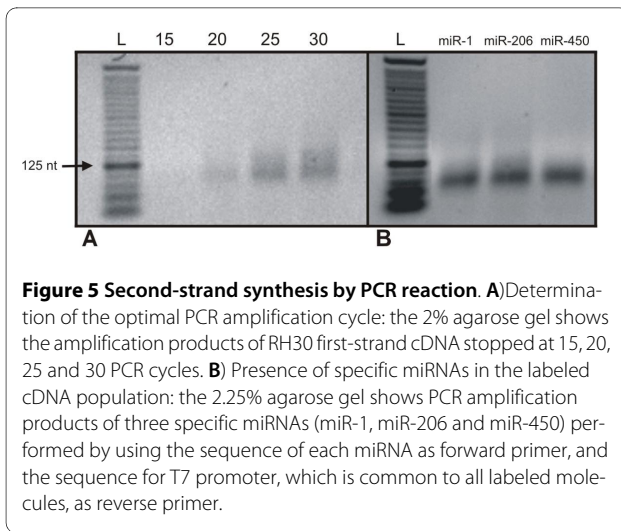 L 15 20 25 30 L miR-1 miR-206 miR-450
125 nt
A B
Figure 5 Second-strand synthesis by PCR reaction. A)Determina-
tion of the optimal PCR amplification cycle: the 2% agarose gel shows
the amplification products of RH30 first-strand cDNA stopped at 15, 20,
25 and 30 PCR cycles. B) Presence of specific miRNAs in the labeled
cDNA population: the 2.25% agarose gel shows PCR amplification
products of three specific miRNAs (miR-1, miR-206 and miR-450) per-
formed by using the sequence of each miRNA as forward primer, and
the sequence for T7 promoter, which is common to all labeled mole-
cules, as reverse primer.